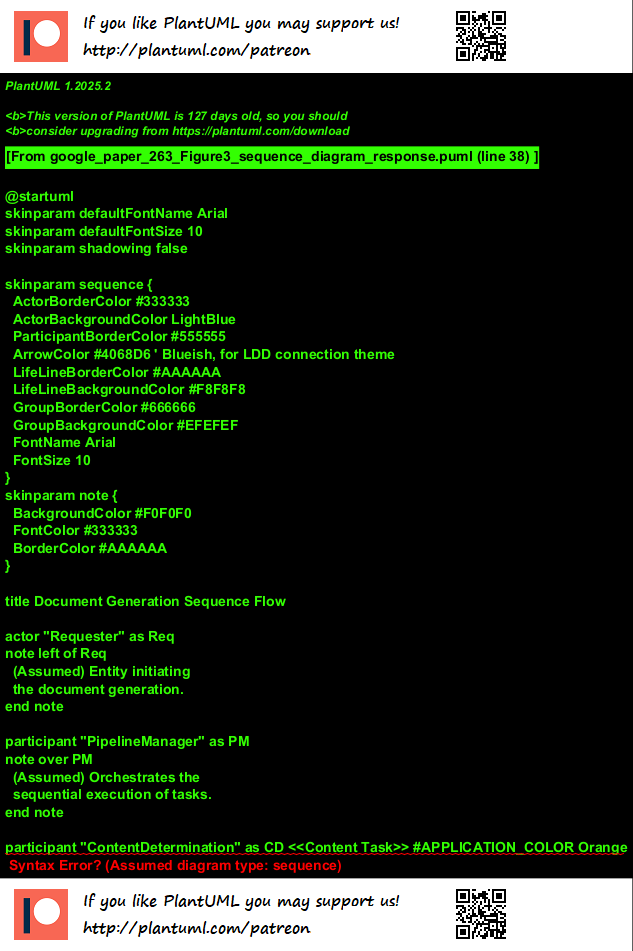 If you like PlantUML you may support us!
http://plantuml.com/patreon
PlantUML 1.2025.2
<b>This version of PlantUML is 127 days old, so you should
<b>consider upgrading from https://plantuml.com/download
[From google_paper_263_Figure3_sequence_diagram_response.puml (line 38) ]
@startuml
skinparam defaultFontName Arial
skinparam defaultFontSize 10
skinparam shadowing false
skinparam sequence {
ActorBorderColor #333333
ActorBackgroundColor LightBlue
ParticipantBorderColor #555555
ArrowColor #4068D6 ' Blueish, for LDD connection theme
LifeLineBorderColor #AAAAAA
LifeLineBackgroundColor #F8F8F8
GroupBorderColor #666666
GroupBackgroundColor #EFEFEF
FontName Arial
FontSize 10
}
skinparam note {
BackgroundColor #F0F0F0
FontColor #333333
BorderColor #AAAAAA
}
title Document Generation Sequence Flow
actor "Requester" as Req
note left of Req
(Assumed) Entity initiating
the document generation.
end note
participant "PipelineManager" as PM
note over PM
(Assumed) Orchestrates the
sequential execution of tasks.
end note
participant "ContentDetermination" as CD <<Content Task>> #APPLICATION_COLOR Orange
Syntax Error? (Assumed diagram type: sequence)
If you like PlantUML you may support us!
http://plantuml.com/patreon